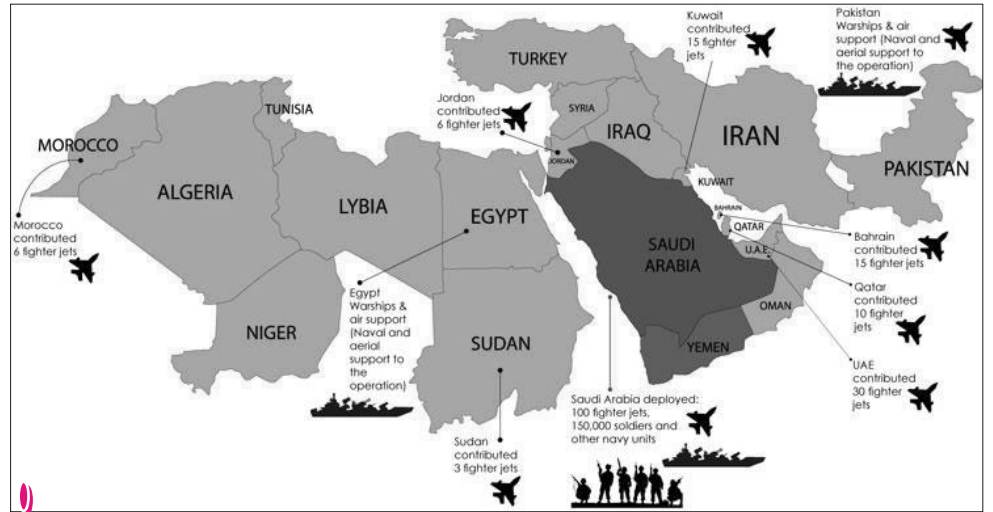 Kuwait
contributed
15 fighter
jets
Pakistan
Warships & air
support (Naval and
aerial support to
the operation)
TURKEY
TUNISIA
Jordan
contributed
6 fighter jets
SYRIA
IRAQ
IRAN
MOROCCO
JORDAN
PAKISTAN
ALGERIA
LYBIA
EGYPT
KUWAIT
BAHRAIN
QATAR
Morocco
contributed
6 fighter jets
SAUDI
ARABIA
U.A.E.
Bahrain
contributed
15 fighter jets
Egypt
Warships &
air support
(Naval and
aerial
support to
the
operation)
Qatar
contributed
10 fighter
jets
OMAN
NIGER
SUDAN
YEMEN
UAE
contributed
30 fighter
jets
Saudi Arabia deployed:
100 fighter jets,
150,000 soldiers and
other navy units
Sudan
contributed
3 fighter jets